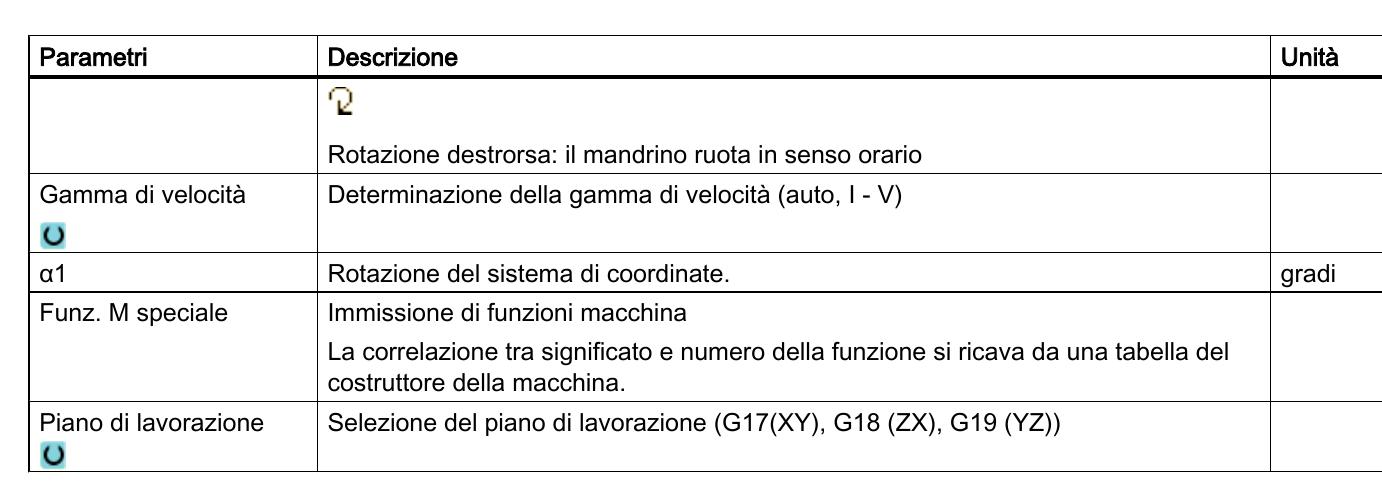 Parametri Descrizione Unità
Rotazione destrorsa: il mandrino ruota in senso orario
Gamma di velocità Determinazione della gamma di velocità (auto, I - V)
α1 Rotazione del sistema di coordinate. gradi
Funz. M speciale Immissione di funzioni macchina
La correlazione tra significato e numero della funzione si ricava da una tabella del
costruttore della macchina.
Piano di lavorazione Selezione del piano di lavorazione (G17(XY), G18 (ZX), G19 (YZ))